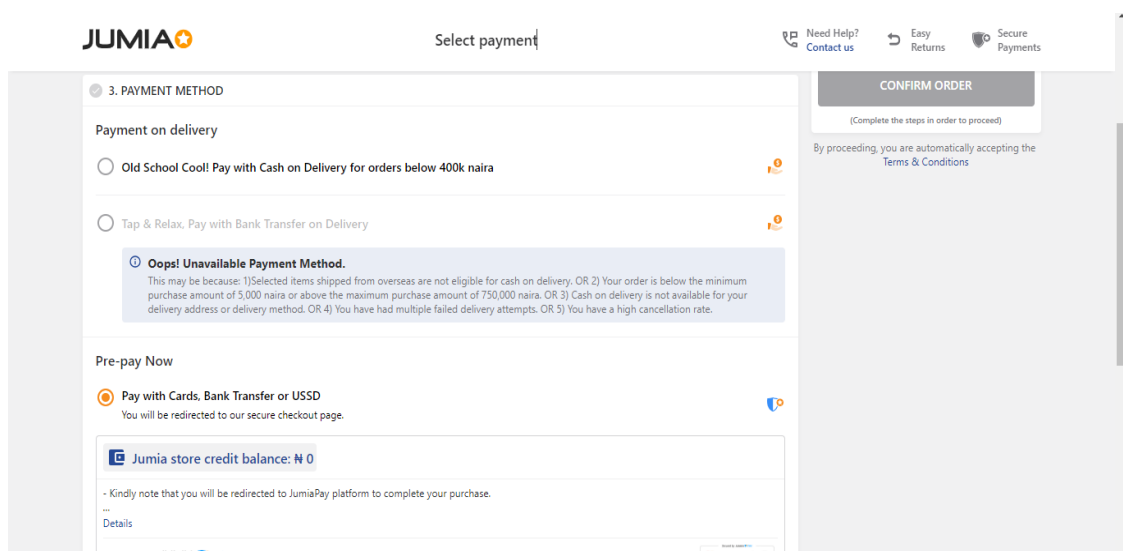 JUMIA
Select payment
Need Help?
Contact us
Easy
Returns
Secure
Payments
3. PAYMENT METHOD
CONFIRM ORDER
(Complete the steps in order to proceed)
By proceeding, you are automatically accepting the
Terms & Conditions
Payment on delivery
Old School Cool! Pay with Cash on Delivery for orders below 400k naira
Tap & Relax, Pay with Bank Transfer on Delivery
Oops! Unavailable Payment Method.
This may be because: 1)Selected items shipped from overseas are not eligible for cash on delivery. OR 2) Your order is below the minimum
purchase amount of 5,000 naira or above the maximum purchase amount of 750,000 naira. OR 3) Cash on delivery is not available for your
delivery address or delivery method. OR 4) You have had multiple failed delivery attempts. OR 5) You have a high cancellation rate.
Pre-pay Now
Pay with Cards, Bank Transfer or USSD
You will be redirected to our secure checkout page.
Jumia store credit balance: ₦ 0
- Kindly note that you will be redirected to JumiaPay platform to complete your purchase.
...
Details